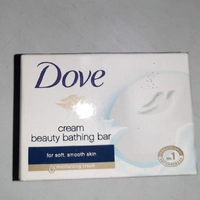 Dove
cream
beauty bathing bar
for soft, smooth skin